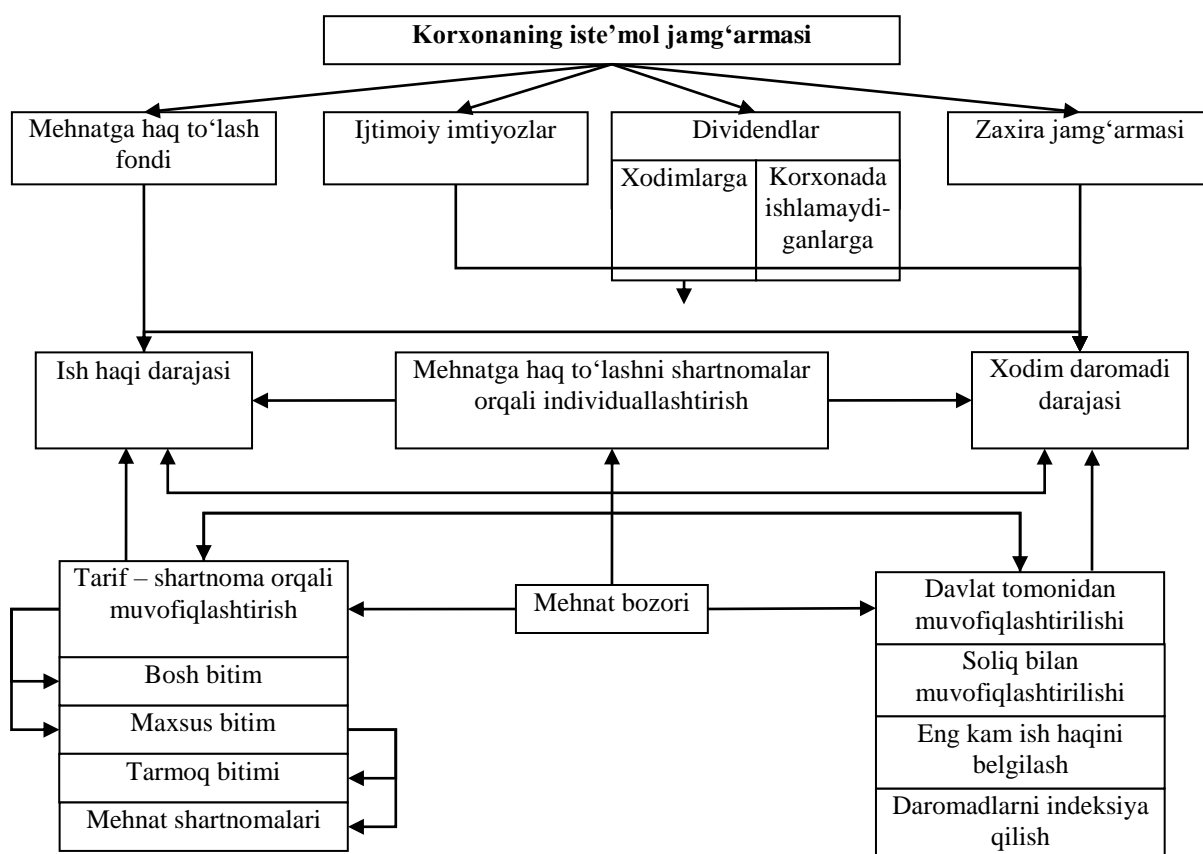 Korxonaning iste’mol jamg‘armasi
Mehnatga haq to‘lash
fondi
Ijtimoiy imtiyozlar
Dividendlar
Xodimlarga
Korxonada
ishlamaydi-
ganlarga
Zaxira jamg‘armasi
Ish haqi darajasi
Mehnatga haq to‘lashni shartnomalar
orqali individuallashtirish
Xodim daromadi
darajasi
Tarif – shartnoma orqali
muvofiqlashtirish
Bosh bitim
Maxsus bitim
Tarmoq bitimi
Mehnat shartnomalari
Mehnat bozori
Davlat tomonidan
muvofiqlashtirilishi
Soliq bilan
muvofiqlashtirilishi
Eng kam ish haqini
belgilash
Daromadlarni indeksiya
qilish